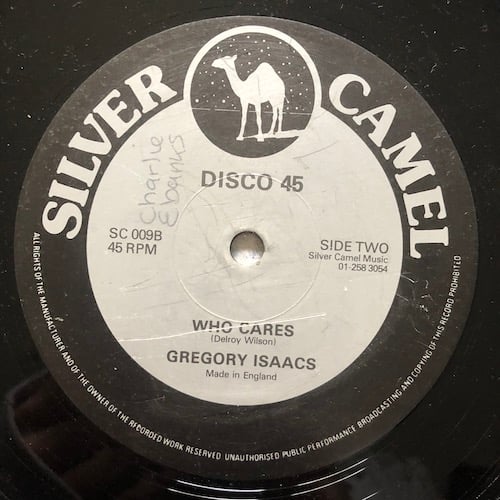 SILVER CAMEL
DISCO 45
Charlie
Ebanks
SC 009B
45 RPM
SIDE TWO
Silver Camel Music
01-258 3054
WHO CARES
(Delroy Wilson)
GREGORY ISAACS
Made in England
ALL RIGHTS OF THE MANUFACTURER AND OF THE OWNER OF THE RECORDED WORK RESERVED UNAUTHORISED PUBLIC PERFORMANCE BROADCASTING AND COPYING OF THIS RECORD PROHIBITED